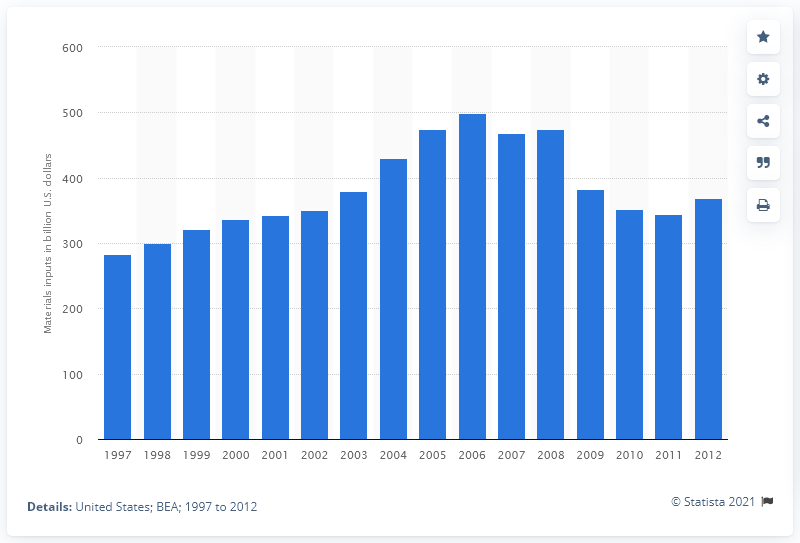 600
500
400
300
200
100
0
Materials inputs in billion U.S. dollars
1997 1998 1999 2000 2001 2002 2003 2004 2005 2006 2007 2008 2009 2010 2011 2012
Details: United States; BEA; 1997 to 2012
© Statista 2021